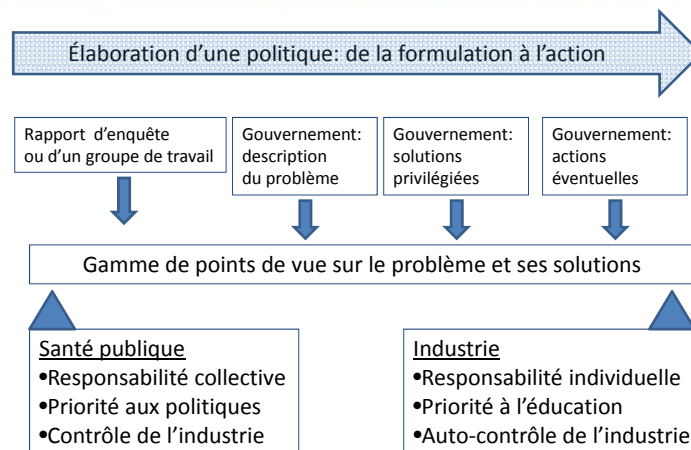 Élaboration d’une politique: de la formulation à l’action
Rapport d’enquête
ou d’un groupe de travail
Gouvernement:
description
du problème
Gouvernement:
solutions
privilégiées
Gouvernement:
actions
éventuelles
Gamme de points de vue sur le problème et ses solutions
Santé publique
•Responsabilité collective
•Priorité aux politiques
•Contrôle de l’industrie
Industrie
•Responsabilité individuelle
•Priorité à l’éducation
•Auto-contrôle de l’industrie